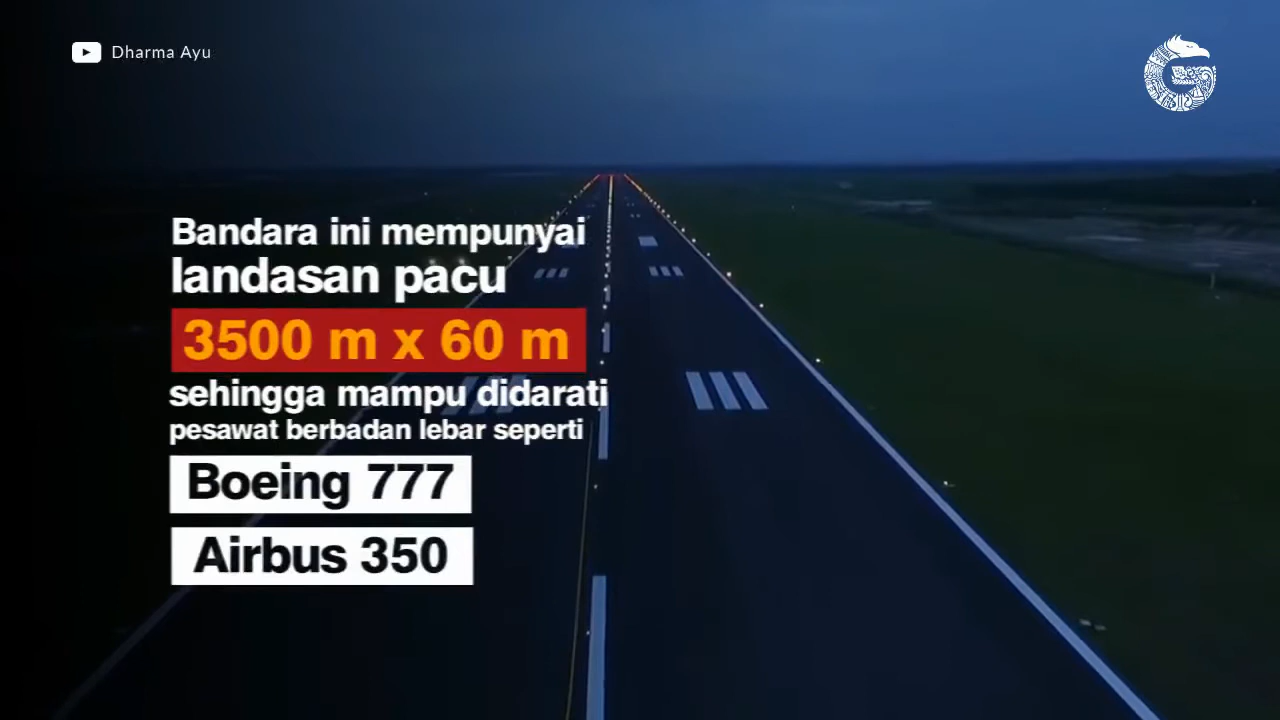 Dharma Ayu
Bandara ini mempunyai
landasan pacu
3500 m x 60 m
sehingga mampu didarati
pesawat berbadan lebar seperti
Boeing 777
Airbus 350